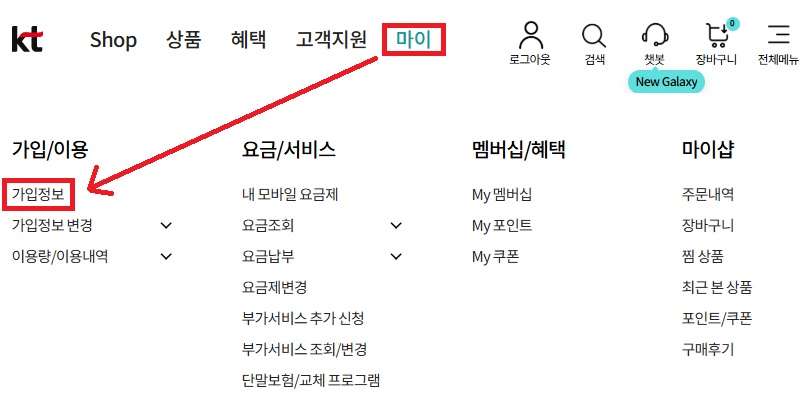 kt
Shop 상품 혜택 고객지원 마이
로그아웃 검색 챗봇 0 장바구니 전체메뉴
New Galaxy
가입/이용
가입정보
가입정보 변경
이용량/이용내역
요금/서비스
내 모바일 요금제
요금조회
요금납부
요금제변경
부가서비스 추가 신청
부가서비스 조회/변경
단말보험/교체 프로그램
멤버십/혜택
My 멤버십
My 포인트
My 쿠폰
마이샵
주문내역
장바구니
찜 상품
최근 본 상품
포인트/쿠폰
구매후기